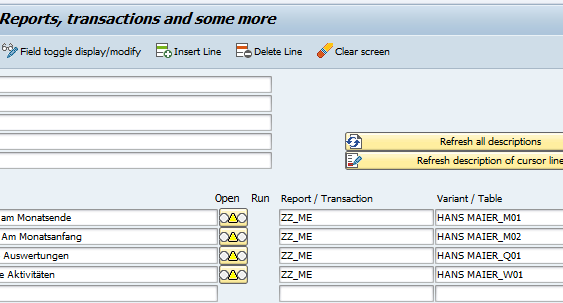 Reports, transactions and some more
Field toggle display/modify Insert Line Delete Line Clear screen
Refresh all descriptions
Refresh description of cursor line
Open Run Report / Transaction Variant / Table
am Monatsende ZZ_ME HANS MAIER_M01
Am Monatsanfang ZZ_ME HANS MAIER_M02
Auswertungen ZZ_ME HANS MAIER_Q01
e Aktivitäten ZZ_ME HANS MAIER_W01